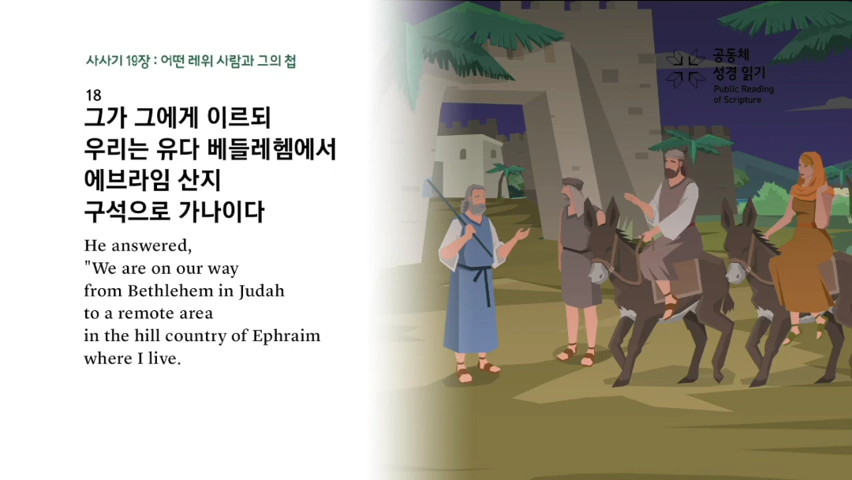 사사기 19장 : 어떤 레위 사람과 그의 첩
18
그가 그에게 이르되
우리는 유다 베들레헴에서
에브라임 산지
구석으로 가나이다
He answered,
"We are on our way
from Bethlehem in Judah
to a remote area
in the hill country of Ephraim
where I live.
공동체
성경 읽기
Public Reading
of Scripture